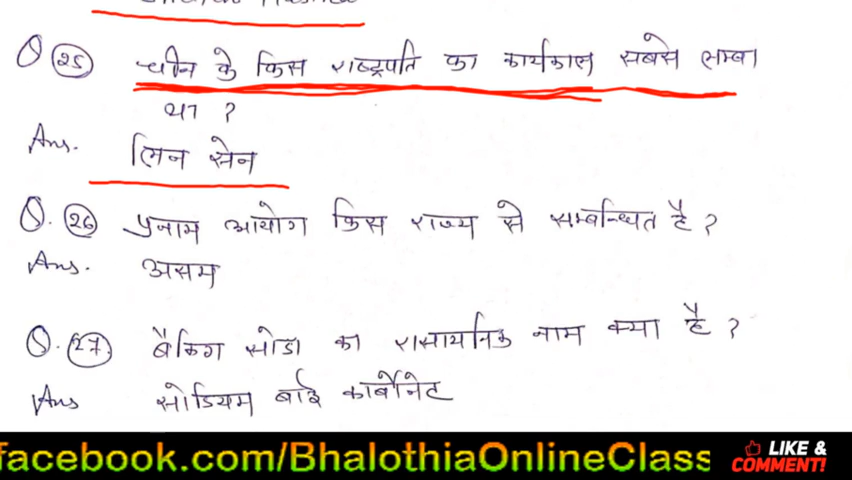 Q (25) चीन के किस राष्ट्रपति का कार्यकाल सबसे लम्बा
था ?
Ans. लिन सेन
Q. (26) प्रनाम आयोग किस राज्य से सम्बन्धित है ?
Ans. असम
Q. (27) बैकिंग सोडा का रासायनिक नाम क्या है ?
Ans सोडियम बाई कार्बोनेट
facebook.com/BhalothiaOnlineClass
LIKE &
COMMENT!